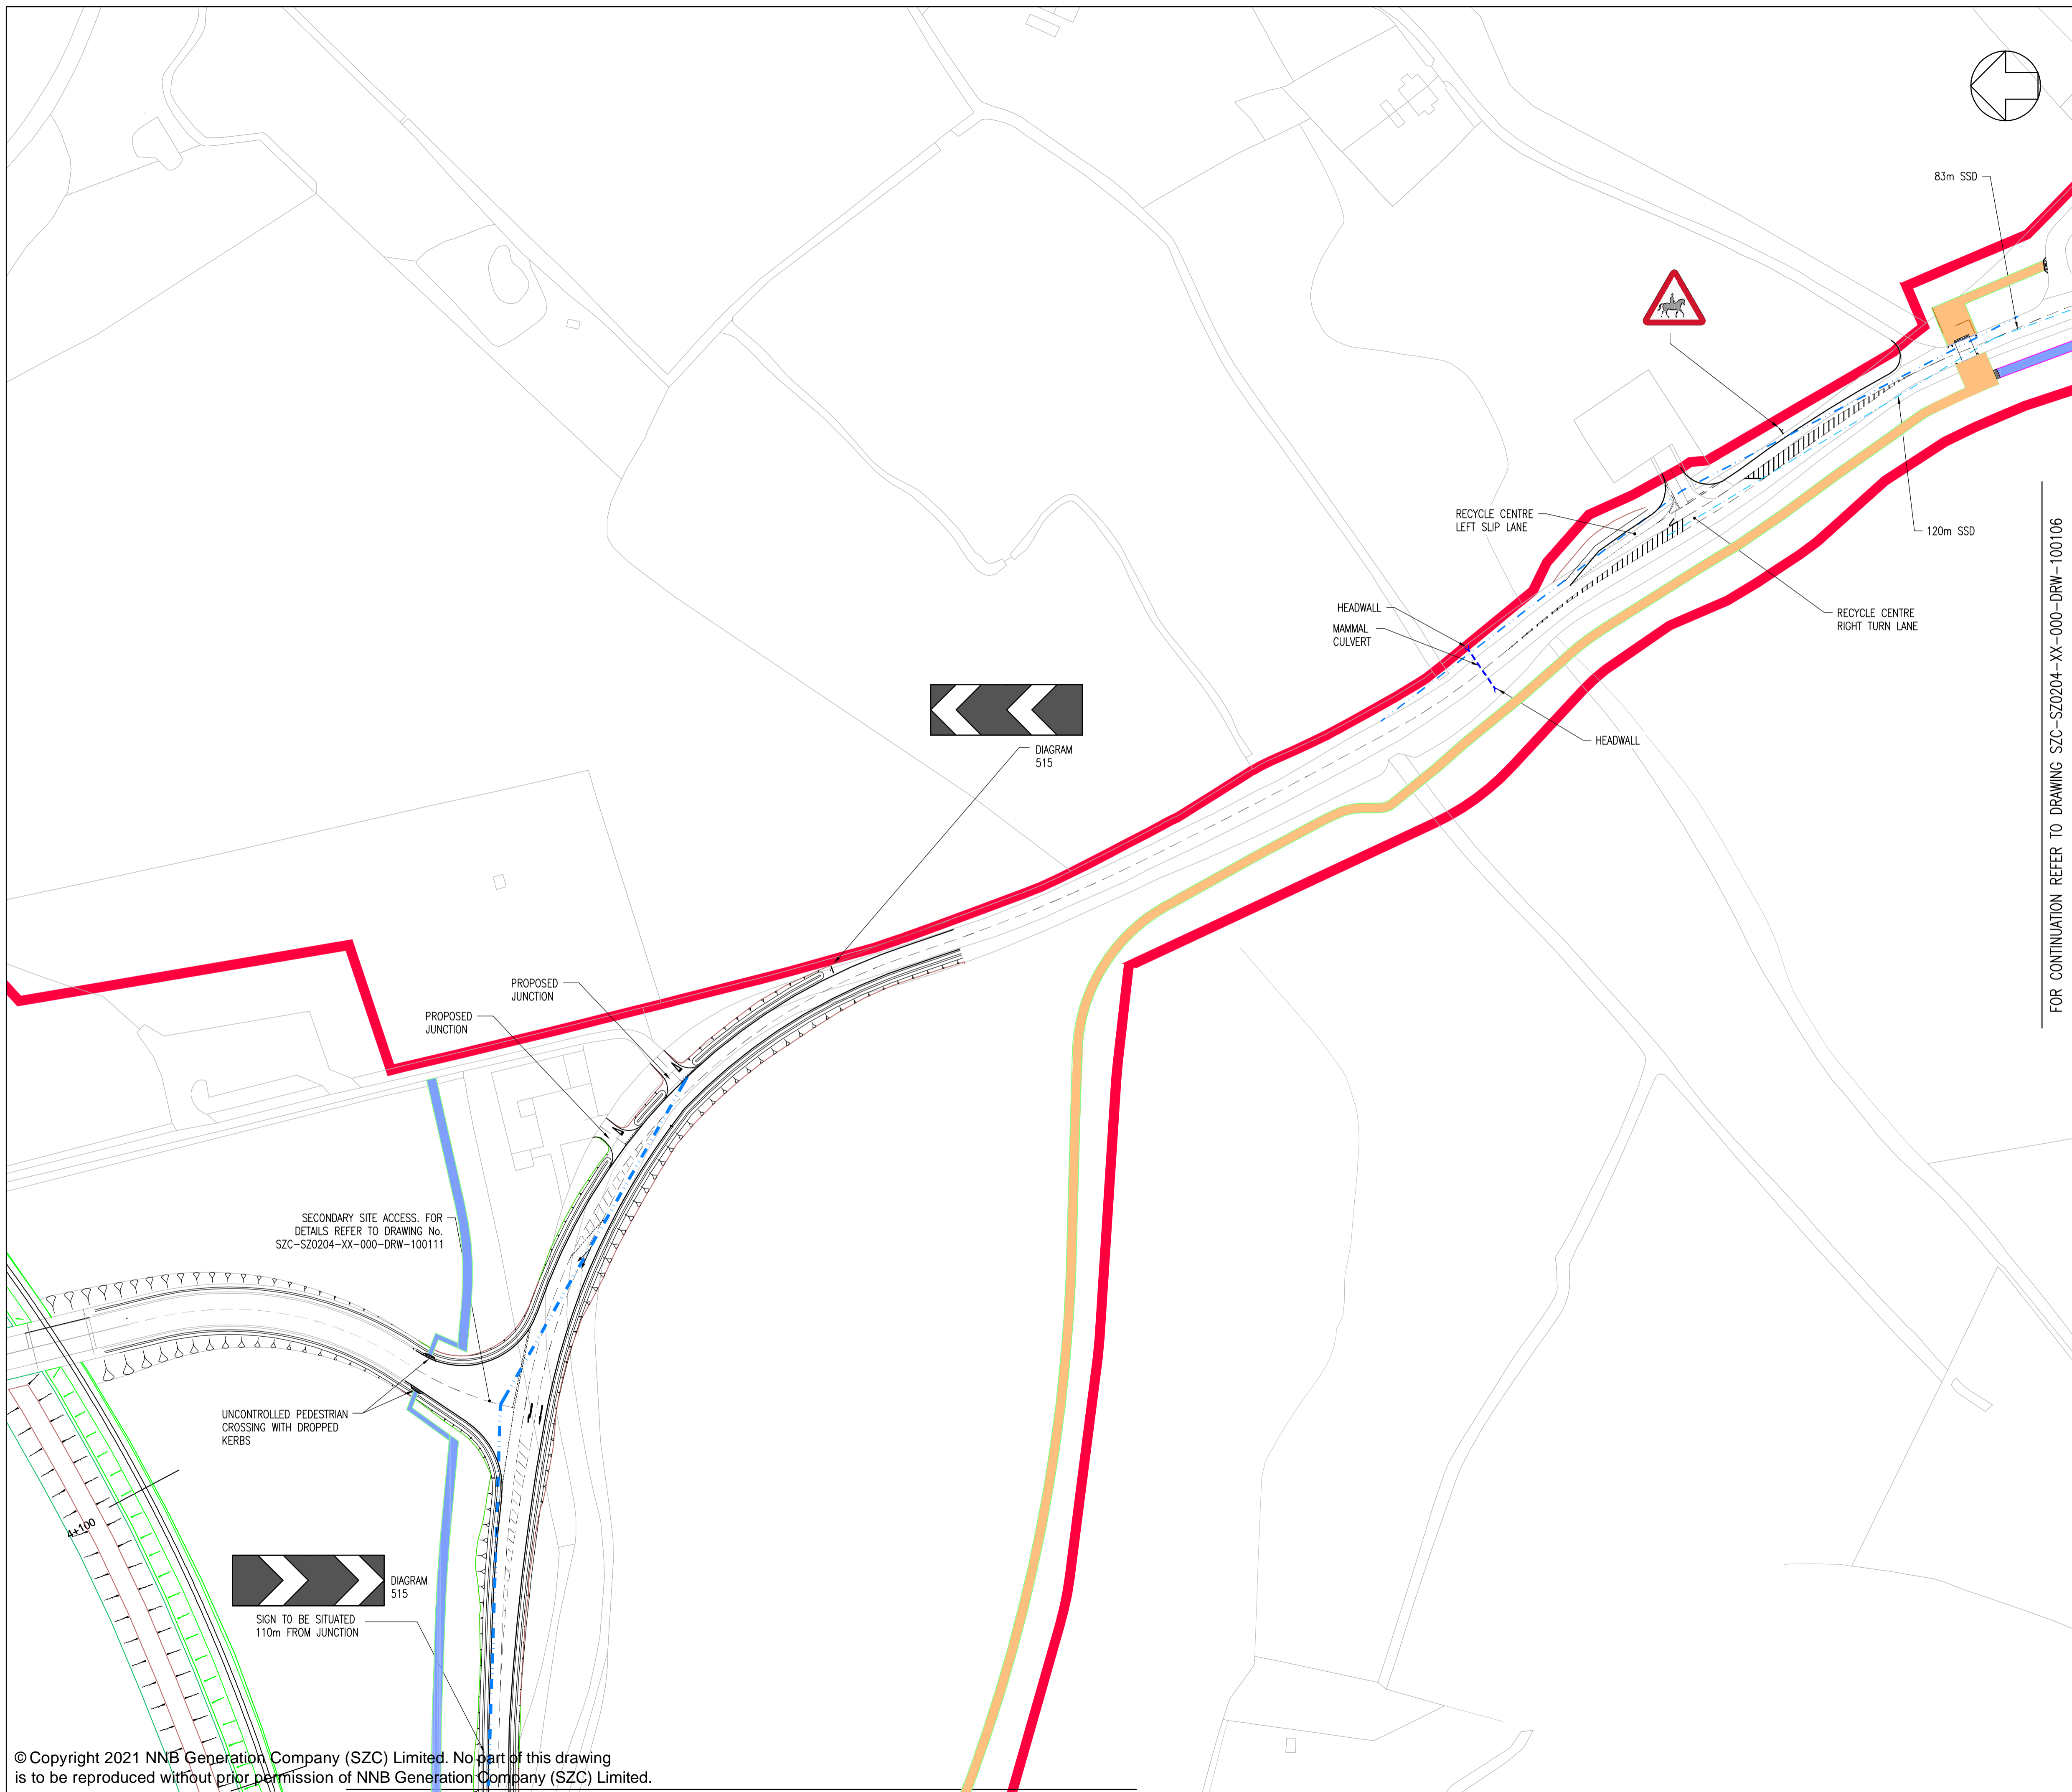 83m SSD
120m SSD
RECYCLE CENTRE
LEFT SLIP LANE
RECYCLE CENTRE
RIGHT TURN LANE
HEADWALL
MAMMAL
CULVERT
HEADWALL
DIAGRAM
515
FOR CONTINUATION REFER TO DRAWING SZC-SZ0204-XX-000-DRW-100106
PROPOSED
JUNCTION
PROPOSED
JUNCTION
SECONDARY SITE ACCESS. FOR
DETAILS REFER TO DRAWING No.
SZC-SZ0204-XX-000-DRW-100111
UNCONTROLLED PEDESTRIAN
CROSSING WITH DROPPED
KERBS
4+100
DIAGRAM
515
SIGN TO BE SITUATED
110m FROM JUNCTION
© Copyright 2021 NNB Generation Company (SZC) Limited. No part of this drawing
is to be reproduced without prior permission of NNB Generation Company (SZC) Limited.